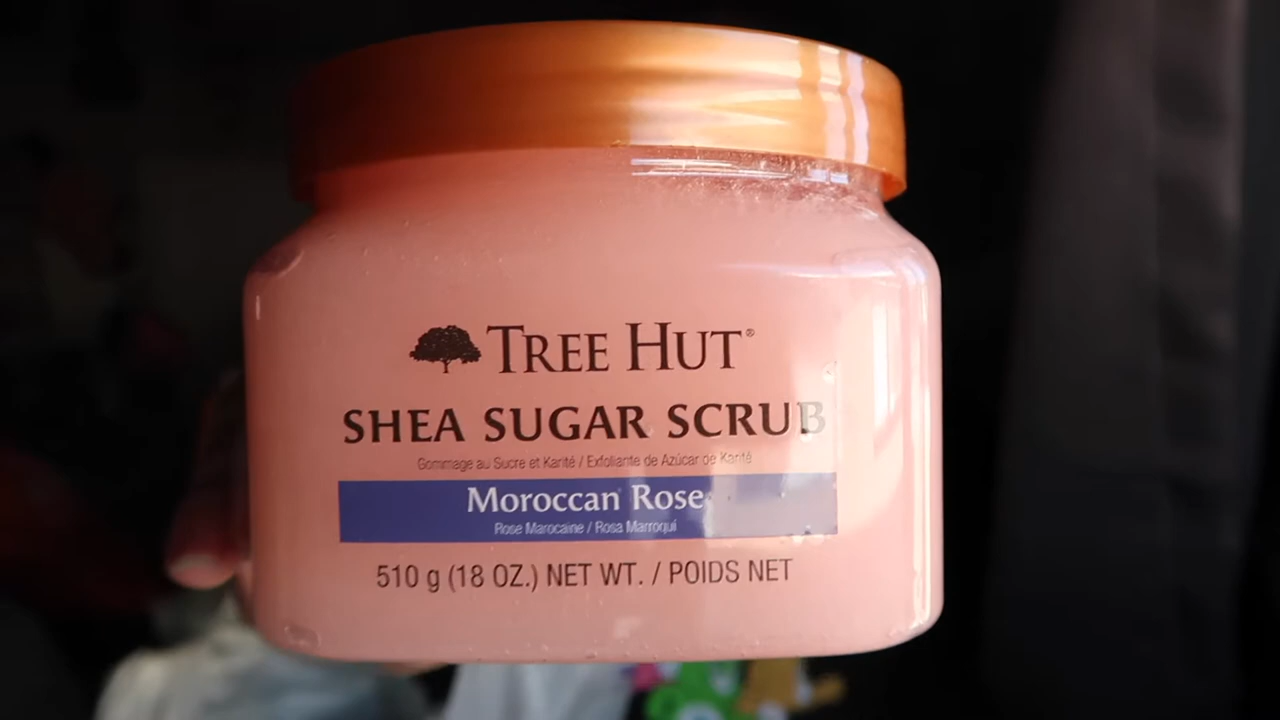 TREE HUT®
SHEA SUGAR SCRUB
Gommage au Sucre et Karité / Exfoliante de Azúcar de Karité
Moroccan Rose
Rose Marocaine / Rosa Marroquí
510 g (18 OZ.) NET WT. / POIDS NET